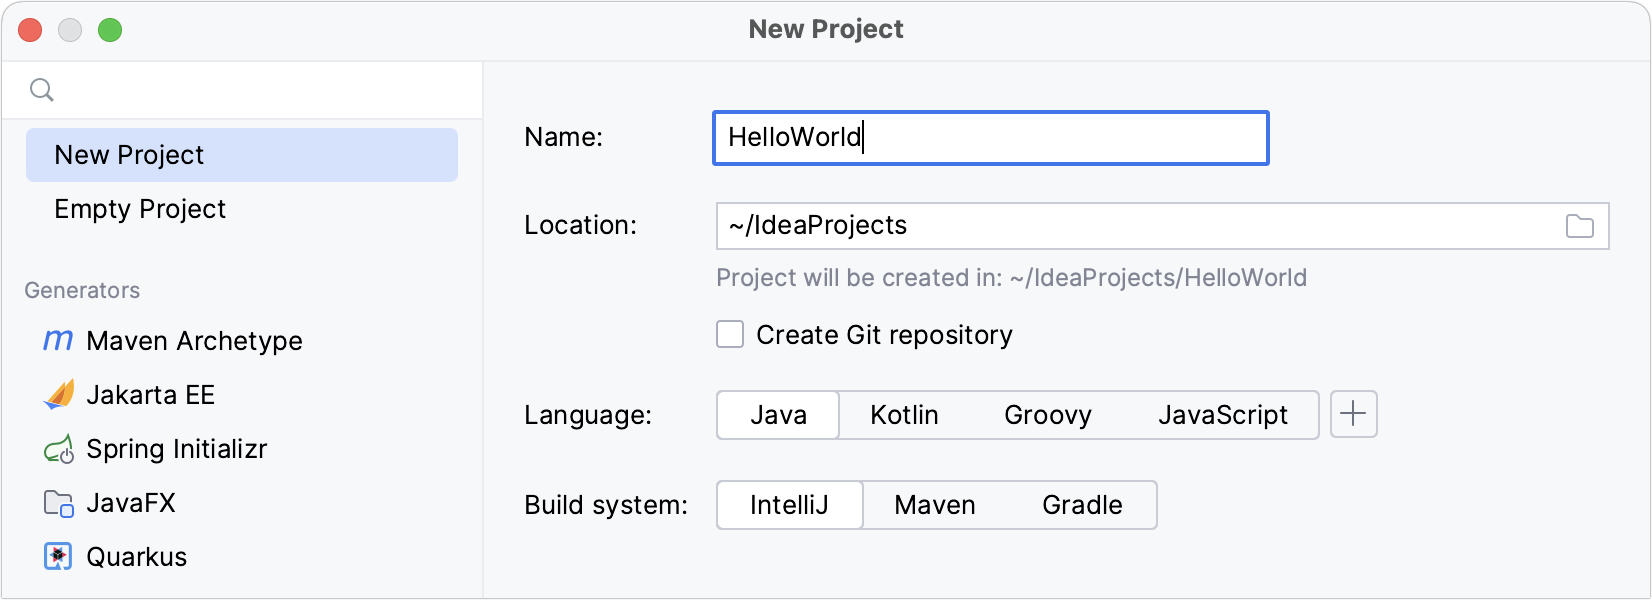 New Project
New Project
Empty Project
Generators
Maven Archetype
Jakarta EE
Spring Initializr
JavaFX
Quarkus
Name: HelloWorld
Location: ~/IdeaProjects
Project will be created in: ~/IdeaProjects/HelloWorld
Create Git repository
Language: Java Kotlin Groovy JavaScript
Build system: IntelliJ Maven Gradle